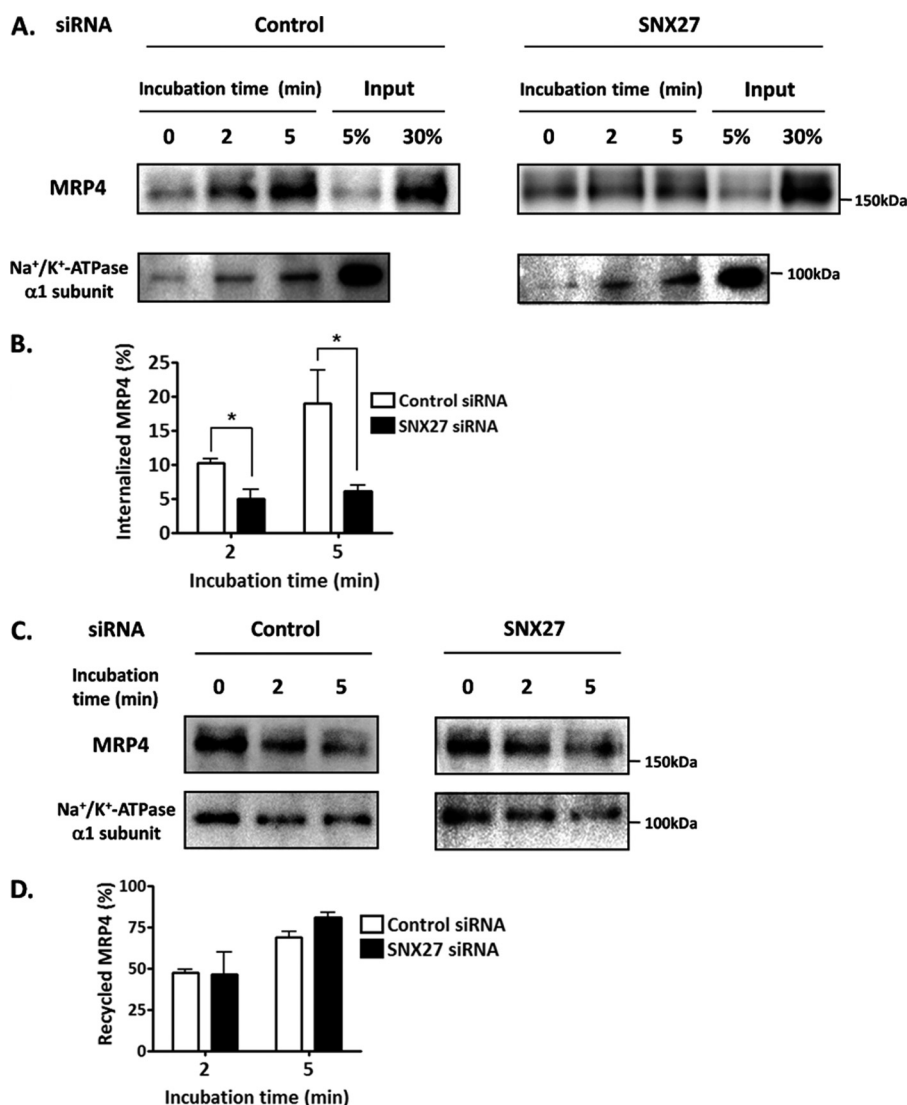 A. siRNA Control SNX27
Incubation time (min) Input Incubation time (min) Input
0 2 5 5% 30% 0 2 5 5% 30%
MRP4
150kDa
Na⁺/K⁺-ATPase
α1 subunit
100kDa
B.
Internalized MRP4 (%)
25
20
15
10
5
0
* *
Control siRNA
SNX27 siRNA
2 5
Incubation time (min)
C. siRNA Control SNX27
Incubation
time (min)
0 2 5 0 2 5
MRP4
150kDa
Na⁺/K⁺-ATPase
α1 subunit
100kDa
D.
Recycled MRP4 (%)
100
75
50
25
0
Control siRNA
SNX27 siRNA
2 5
Incubation time (min)